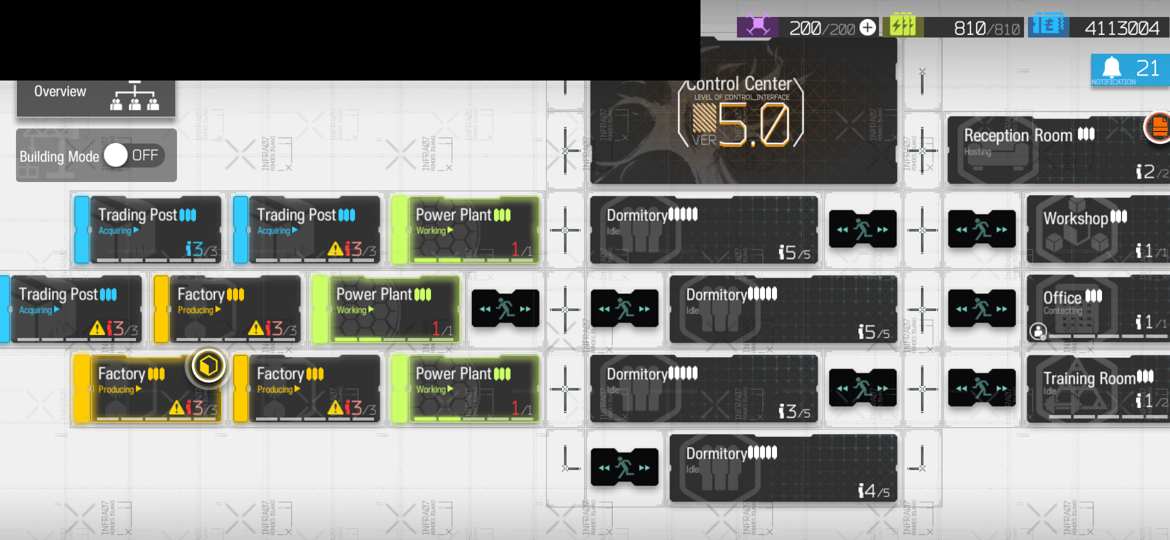 200/200
810/810
4113004
21
NOTIFICATION
Overview
Building Mode OFF
Control Center
LEVEL OF CONTROL INTERFACE
VER 5.0
Reception Room
Hosting
2/2
Trading Post
Acquiring
3/3
Trading Post
Acquiring
3/3
Power Plant
Working
1/1
Dormitory
Idle
5/5
Workshop
1/1
Trading Post
Acquiring
3/3
Factory
Producing
3/3
Power Plant
Working
1/1
Dormitory
Idle
5/5
Office
Contacting
1/1
Factory
Producing
3/3
Factory
Producing
3/3
Power Plant
Working
1/1
Dormitory
Idle
3/5
Training Room
1/2
Dormitory
Idle
4/5